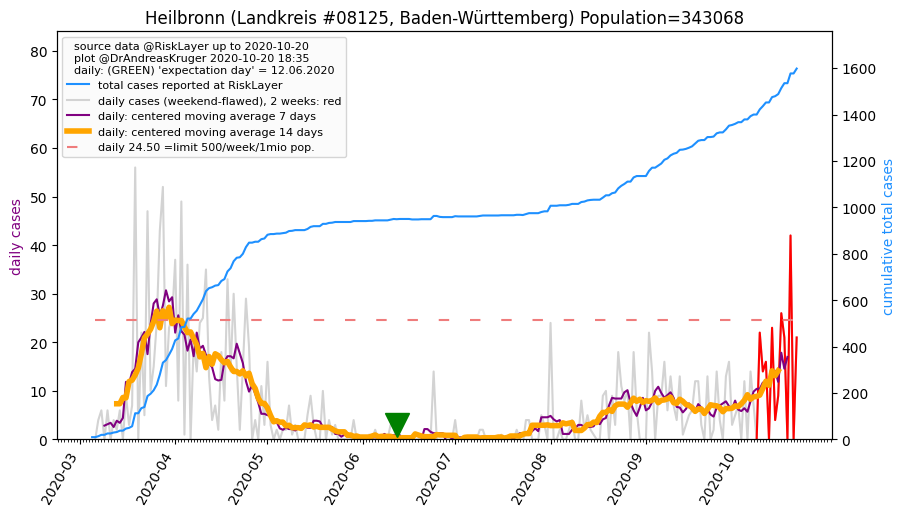 Heilbronn (Landkreis #08125, Baden-Württemberg) Population=343068
source data @RiskLayer up to 2020-10-20
plot @DrAndreasKruger 2020-10-20 18:35
daily: (GREEN) 'expectation day' = 12.06.2020
total cases reported at RiskLayer
daily cases (weekend-flawed), 2 weeks: red
daily: centered moving average 7 days
daily: centered moving average 14 days
daily 24.50 =limit 500/week/1mio pop.
daily cases
80
70
60
50
40
30
20
10
0
cumulative total cases
1600
1400
1200
1000
800
600
400
200
0
2020-03
2020-04
2020-05
2020-06
2020-07
2020-08
2020-09
2020-10